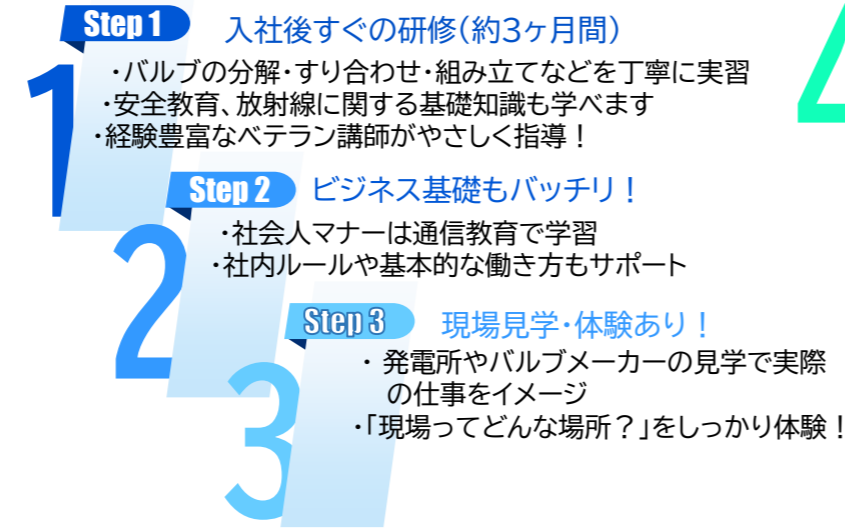 Step 1 入社後すぐの研修(約3ヶ月間)
1
・バルブの分解・すり合わせ・組み立てなどを丁寧に実習
・安全教育、放射線に関する基礎知識も学べます
・経験豊富なベテラン講師がやさしく指導！
Step 2 ビジネス基礎もバッチリ！
2
・社会人マナーは通信教育で学習
・社内ルールや基本的な働き方もサポート
Step 3 現場見学・体験あり！
3
・ 発電所やバルブメーカーの見学で実際
の仕事をイメージ
・「現場ってどんな場所？」をしっかり体験！